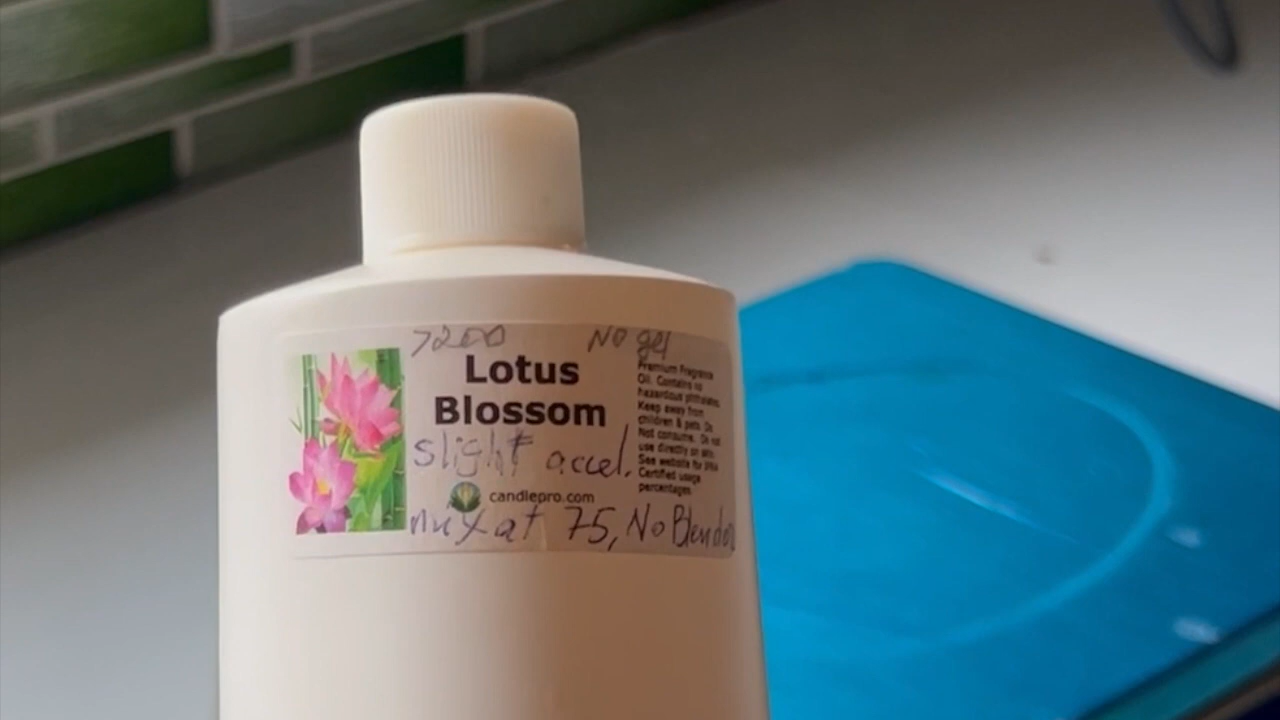 >200 No gel
Lotus
Blossom
slight accel.
candlepro.com
mix at 75, No Blender
Premium Fragrance
Oil. Contains no
hazardous phthalates.
Keep away from
children & pets. Do
Not consume. Do not
use directly on skin.
See website for IFRA
Certified usage
percentages.